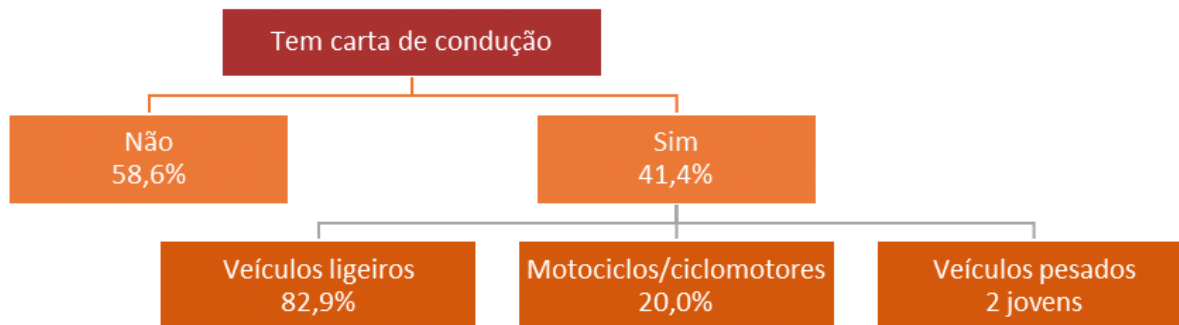 Tem carta de condução
Não
58,6%
Sim
41,4%
Veículos ligeiros
82,9%
Motociclos/ciclomotores
20,0%
Veículos pesados
2 jovens